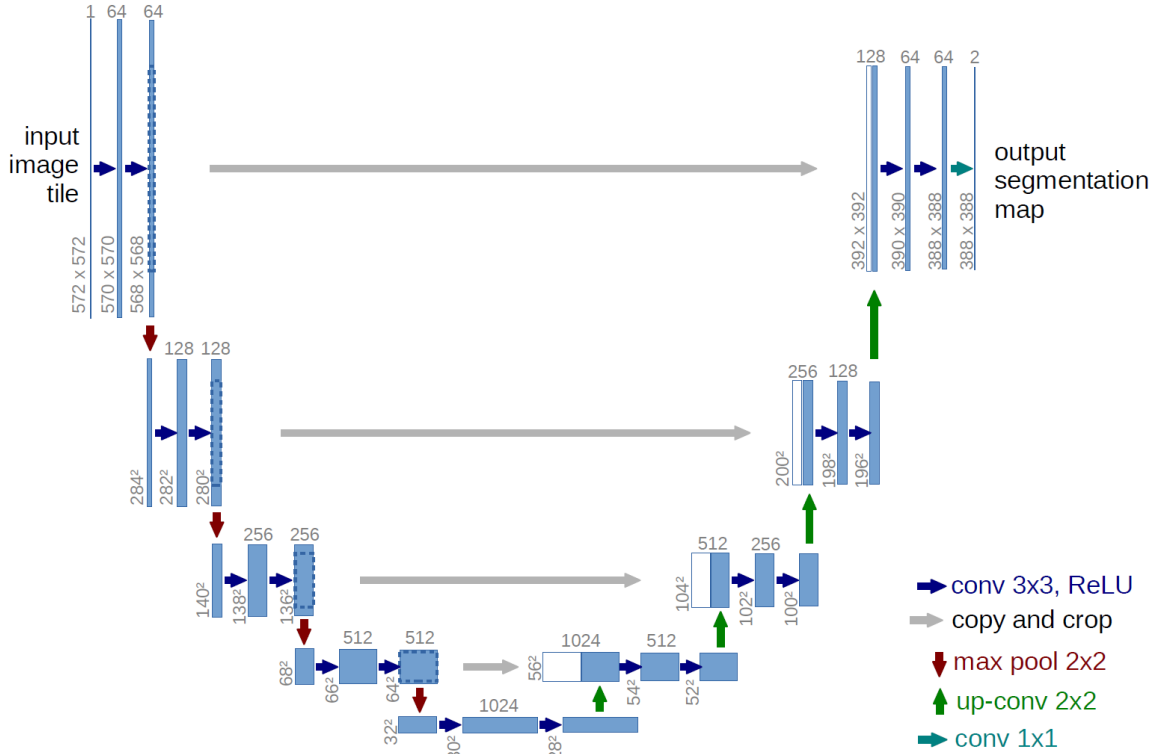 1 64 64
input
image
tile
572 x 572
570 x 570
568 x 568
128 64 64 2
output
segmentation
map
392 x 392
390 x 390
388 x 388
388 x 388
128 128
284²
282²
280²
256 128
200²
198²
196²
256 256
140²
138²
136²
512 256
104²
102²
100²
512 512
68²
66²
64²
1024 512
56²
54²
52²
1024
32²
conv 3x3, ReLU
copy and crop
max pool 2x2
up-conv 2x2
conv 1x1